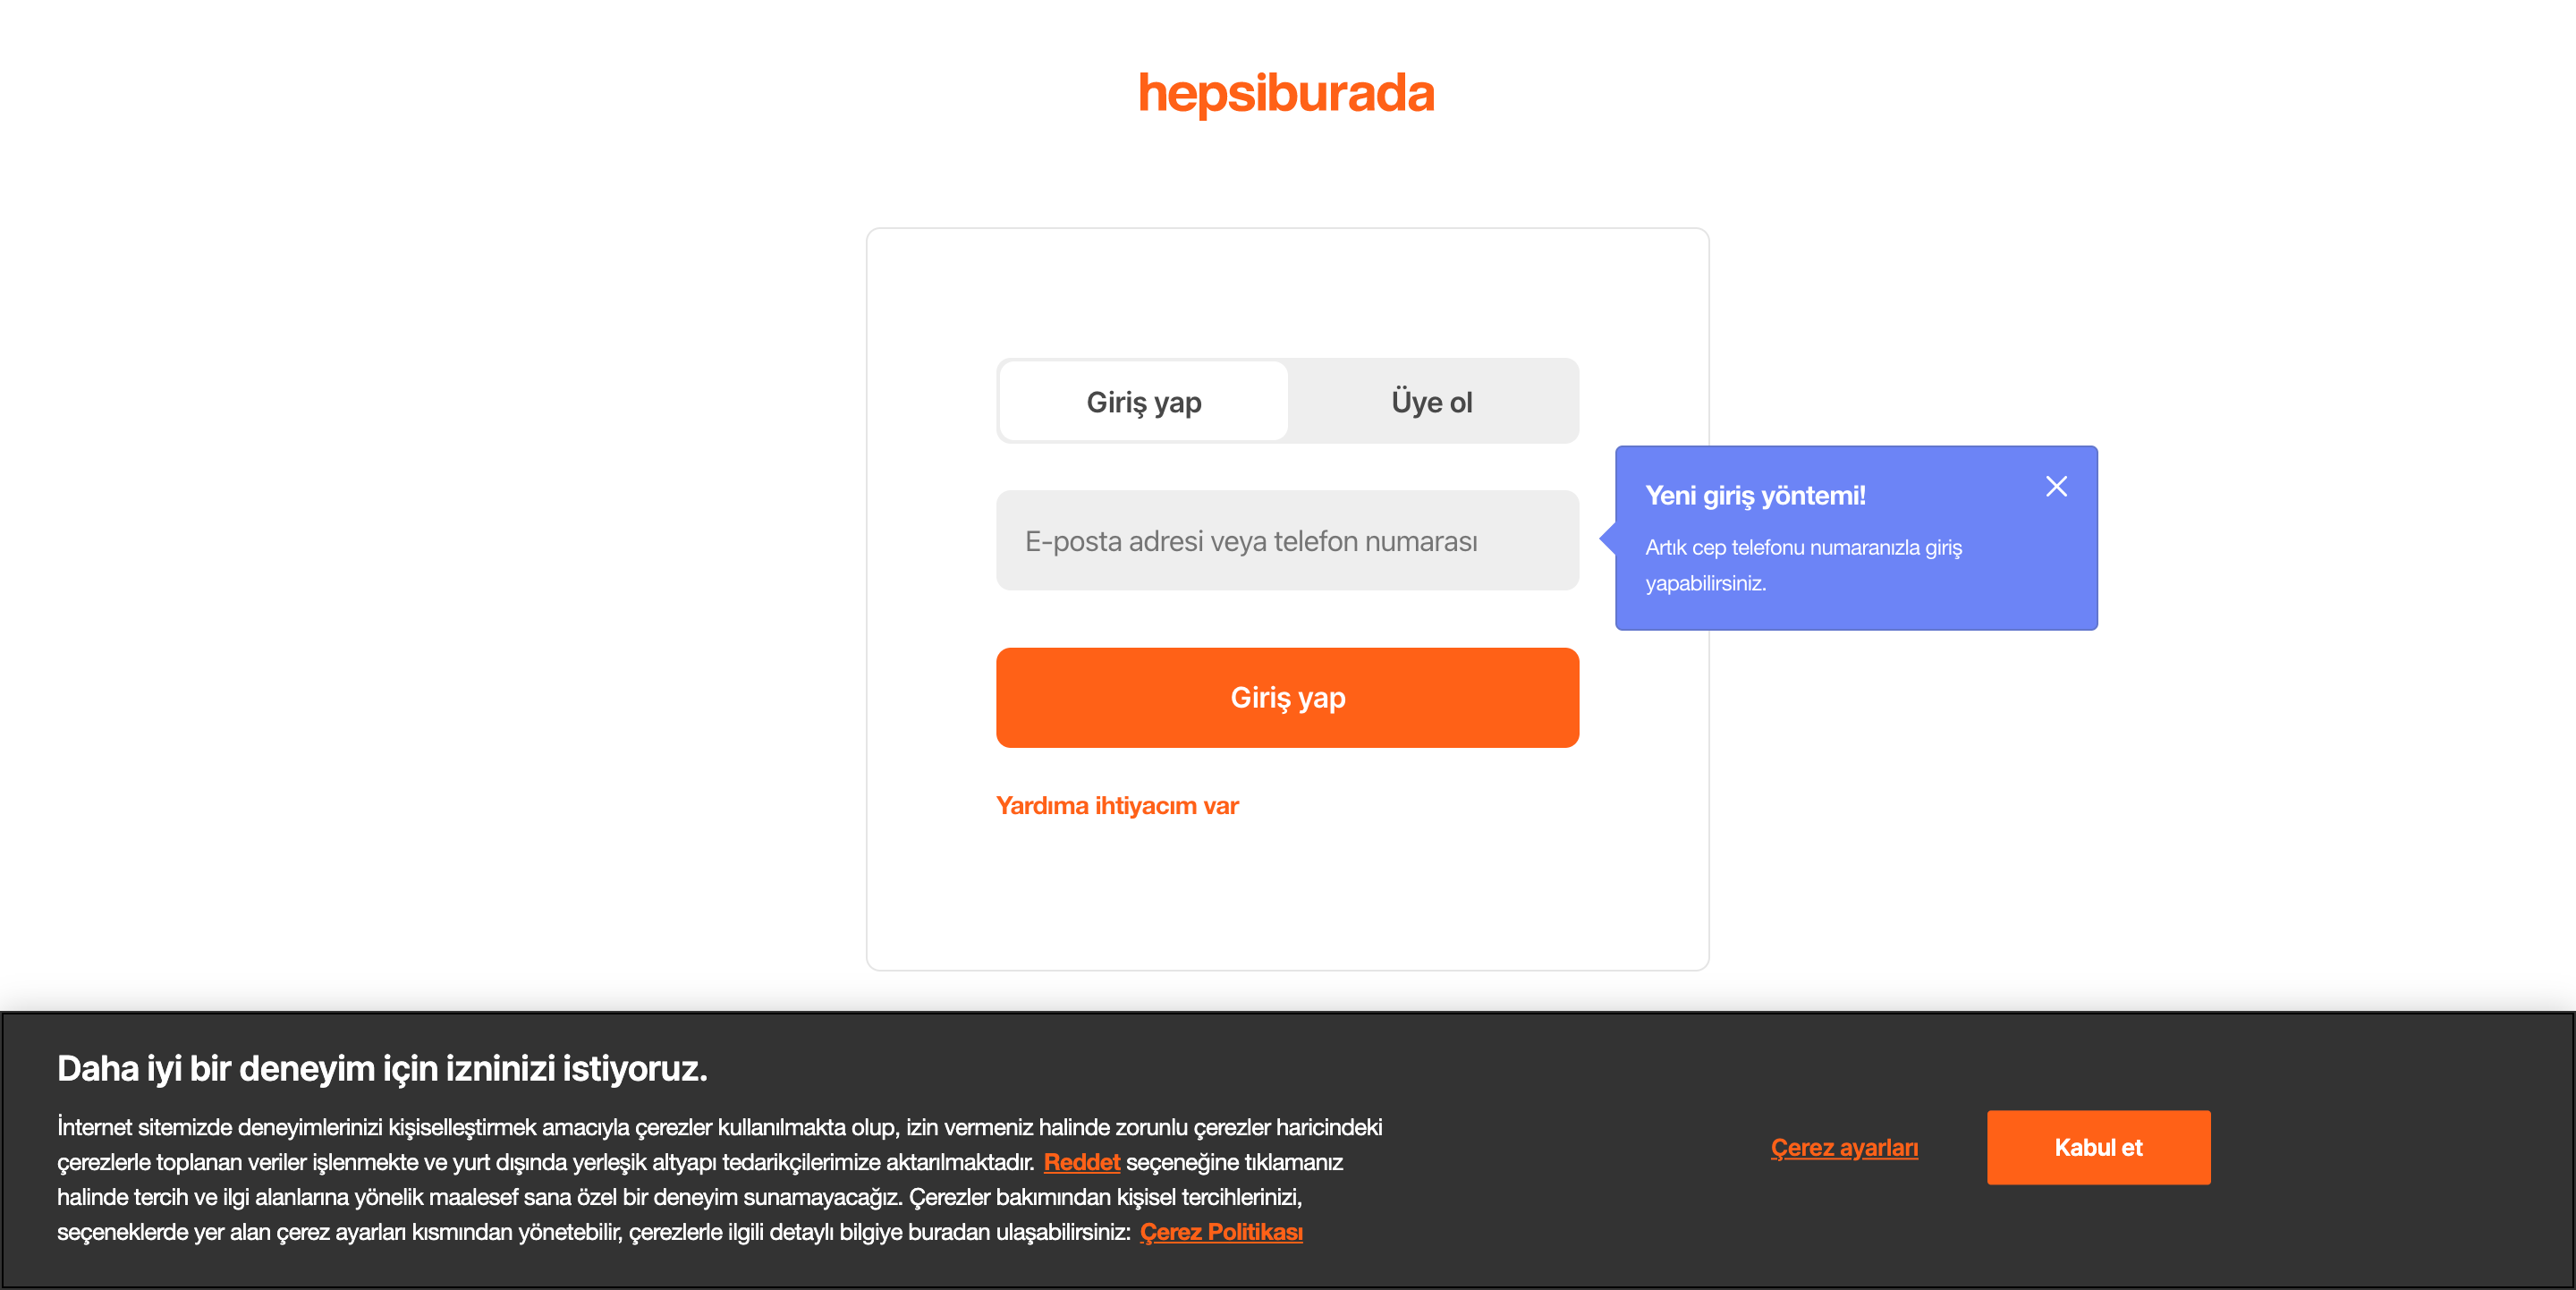 hepsiburada
Giriş yap
Üye ol
E-posta adresi veya telefon numarası
Yeni giriş yöntemi!
Artık cep telefonu numaranızla giriş
yapabilirsiniz.
Giriş yap
Yardıma ihtiyacım var
Daha iyi bir deneyim için izninizi istiyoruz.
İnternet sitemizde deneyimlerinizi kişiselleştirmek amacıyla çerezler kullanılmakta olup, izin vermeniz halinde zorunlu çerezler haricindeki
çerezlerle toplanan veriler işlenmekte ve yurt dışında yerleşik altyapı tedarikçilerimize aktarılmaktadır. Reddet seçeneğine tıklamanız
halinde tercih ve ilgi alanlarına yönelik maalesef sana özel bir deneyim sunamayacağız. Çerezler bakımından kişisel tercihlerinizi,
seçeneklerde yer alan çerez ayarları kısmından yönetebilir, çerezlerle ilgili detaylı bilgiye buradan ulaşabilirsiniz: Çerez Politikası
Çerez ayarları
Kabul et